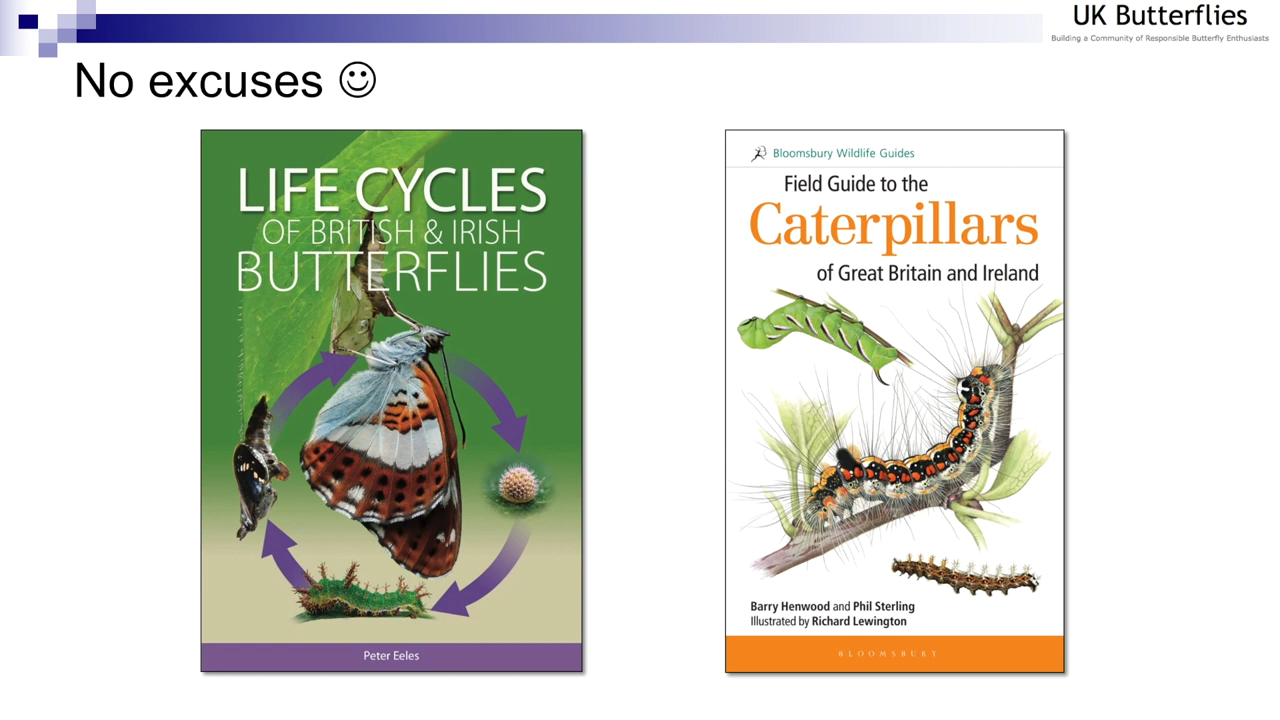 UK Butterflies
Building a Community of Responsible Butterfly Enthusiasts
No excuses ☺
LIFE CYCLES
OF BRITISH & IRISH
BUTTERFLIES
Peter Eeles
Bloomsbury Wildlife Guides
Field Guide to the
Caterpillars
of Great Britain and Ireland
Barry Henwood and Phil Sterling
Illustrated by Richard Lewington
BLOOMSBURY